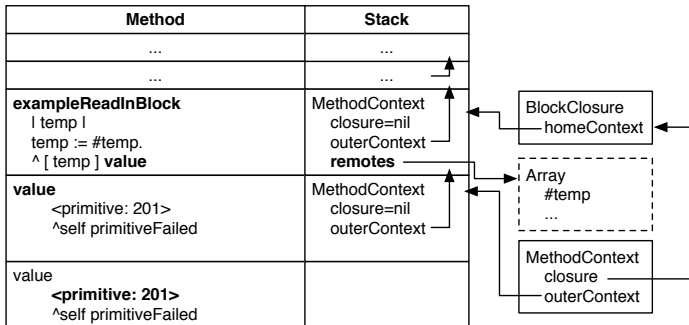 Method Stack
... ...
... ...
exampleReadInBlock
| temp |
temp := #temp.
^ [ temp ] value
MethodContext
closure=nil
outerContext
remotes
value
<primitive: 201>
^self primitiveFailed
MethodContext
closure=nil
outerContext
value
<primitive: 201>
^self primitiveFailed
BlockClosure
homeContext
Array
#temp
...
MethodContext
closure
outerContext